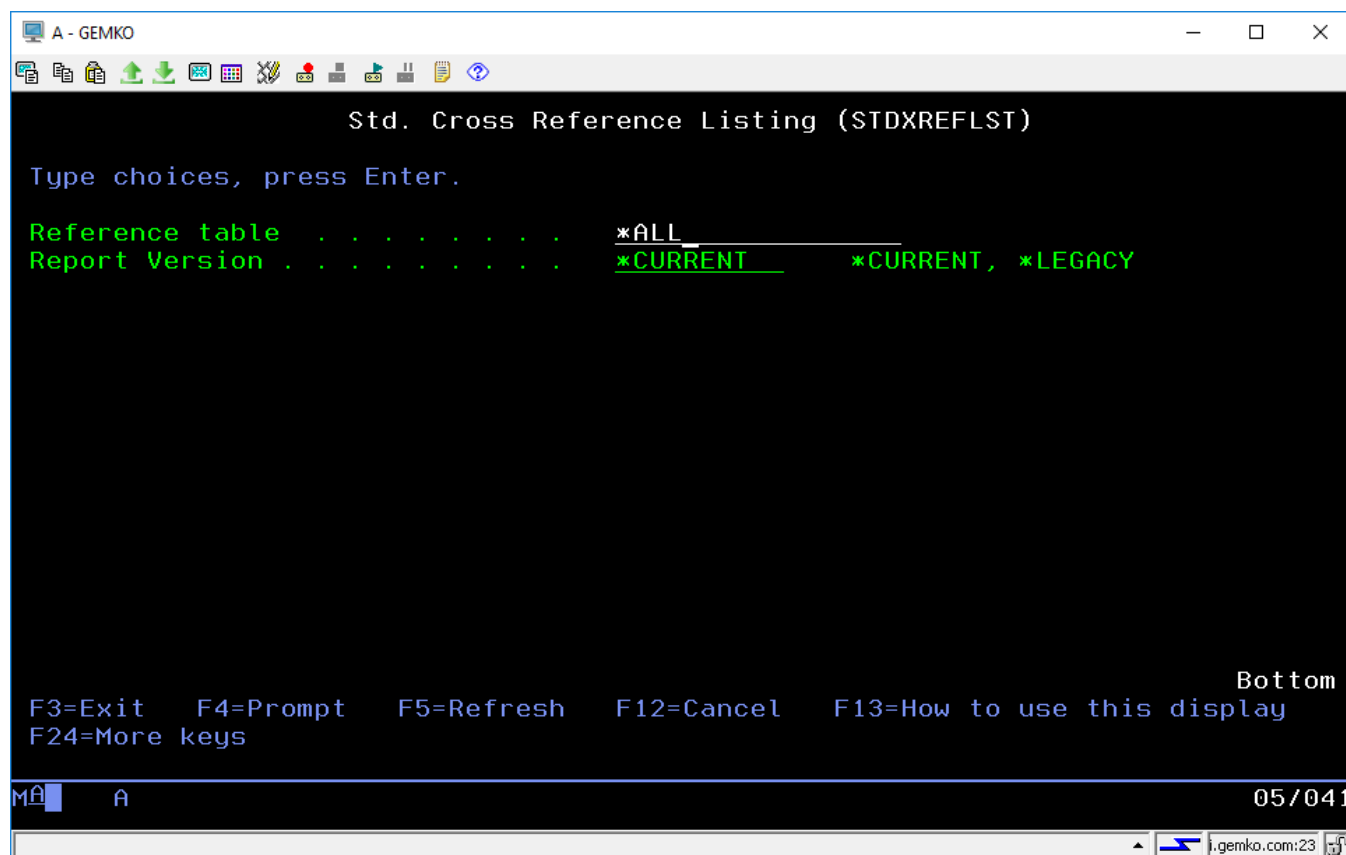 A - GEMKO
Std. Cross Reference Listing (STDXREFLST)
Type choices, press Enter.
Reference table . . . . . . . . *ALL
Report Version . . . . . . . . . *CURRENT *CURRENT, *LEGACY
Bottom
F3=Exit F4=Prompt F5=Refresh F12=Cancel F13=How to use this display
F24=More keys
MA A 05/041
i.gemko.com:23